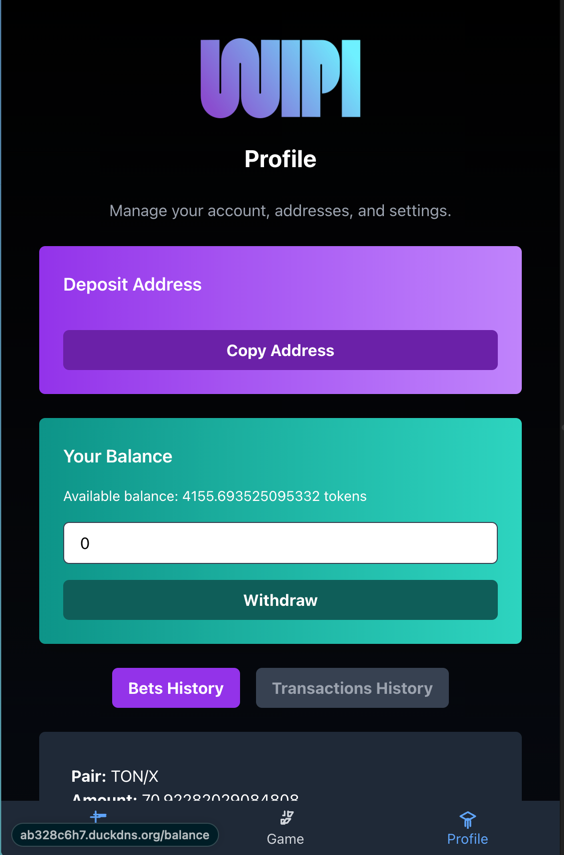 WIPI
Profile
Manage your account, addresses, and settings.
Deposit Address
Copy Address
Your Balance
Available balance: 4155.693525095332 tokens
0
Withdraw
Bets History
Transactions History
Pair: TON/X
Amount: 70.92282029084808
ab328c6h7.duckdns.org/balance
Game
Profile